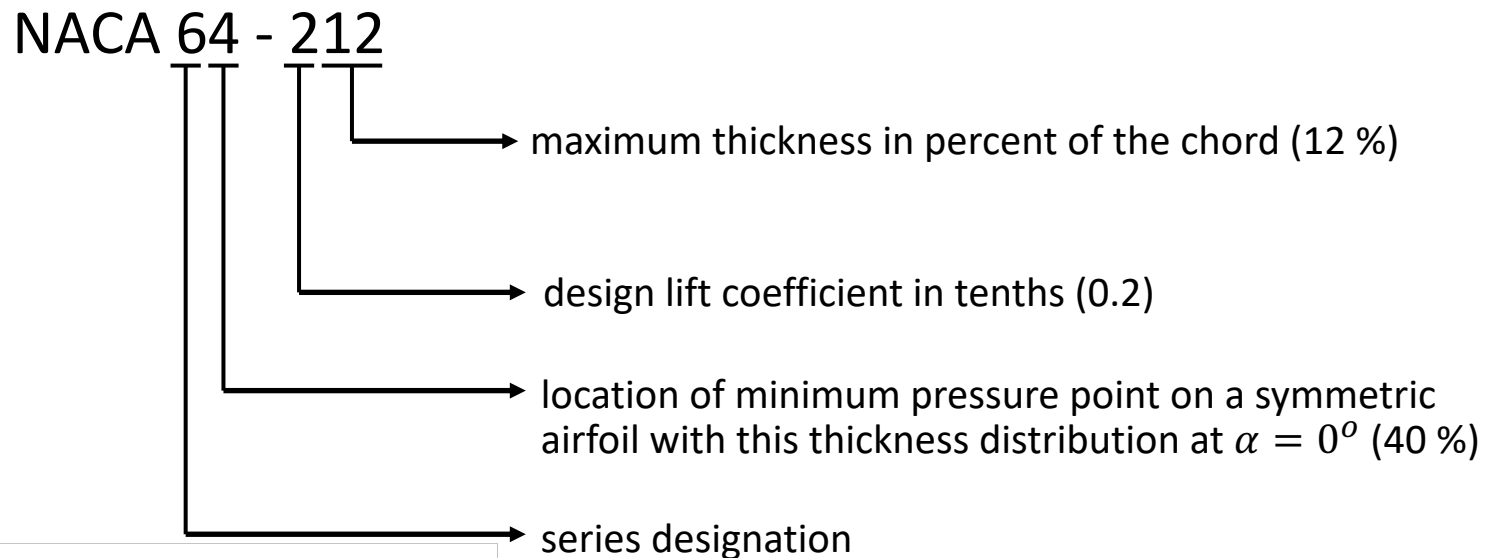 NACA 64 - 212
maximum thickness in percent of the chord (12 %)
design lift coefficient in tenths (0.2)
location of minimum pressure point on a symmetric
airfoil with this thickness distribution at 𝛼 = 0ᵒ (40 %)
series designation